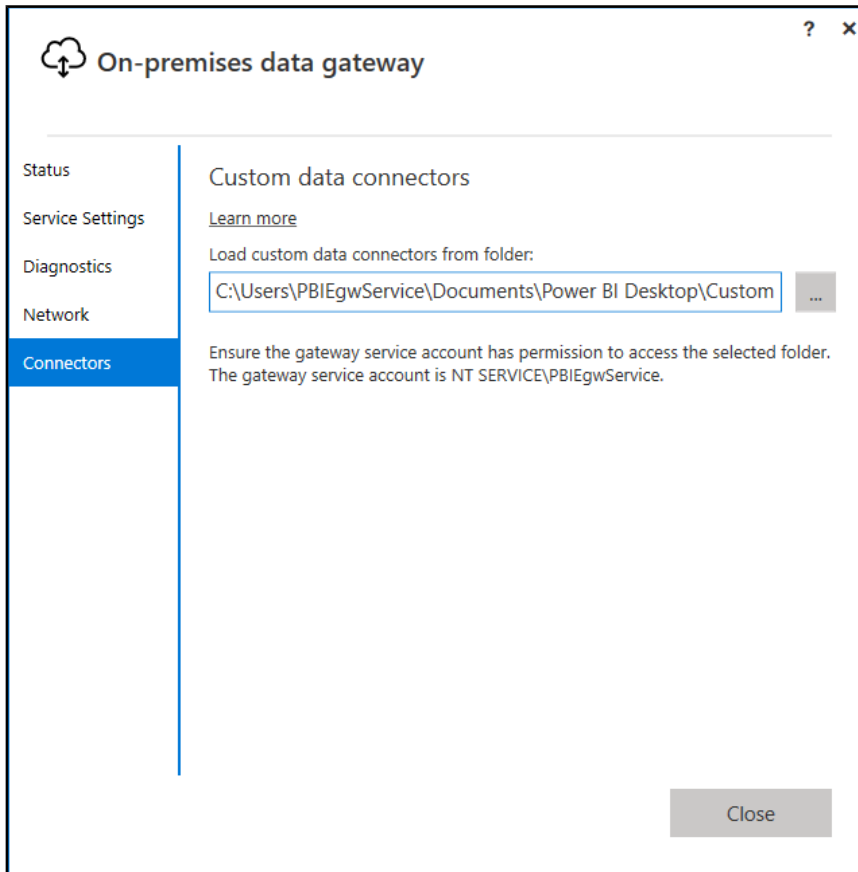 ? ×
On-premises data gateway
Status
Service Settings
Diagnostics
Network
Connectors
Custom data connectors
Learn more
Load custom data connectors from folder:
C:\Users\PBIEgwService\Documents\Power BI Desktop\Custom
...
Ensure the gateway service account has permission to access the selected folder.
The gateway service account is NT SERVICE\PBIEgwService.
Close